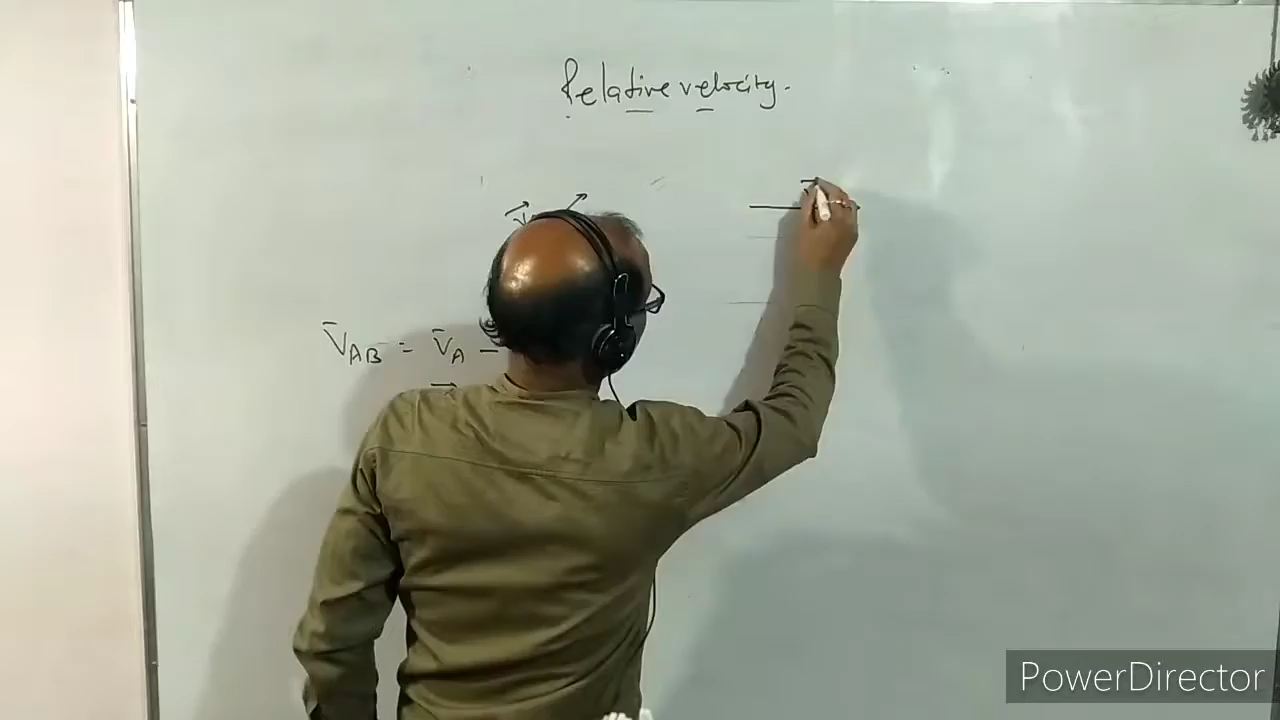 Relative velocity.
V
V̄AB = V̄A –
PowerDirector